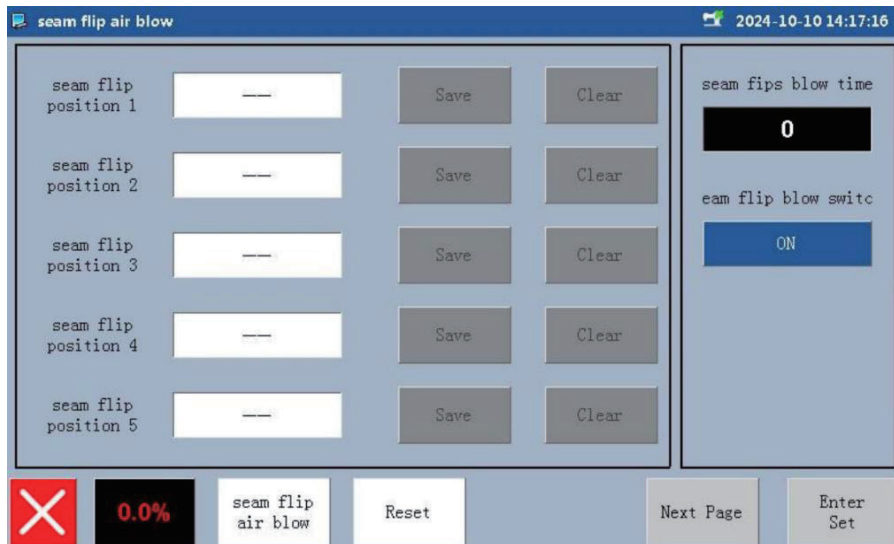 seam flip air blow
2024-10-10 14:17:16
seam flip
position 1
——
Save
Clear
seam flip
position 2
——
Save
Clear
seam flip
position 3
——
Save
Clear
seam flip
position 4
——
Save
Clear
seam flip
position 5
——
Save
Clear
seam fips blow time
0
eam flip blow switc
ON
0.0%
seam flip
air blow
Reset
Next Page
Enter
Set